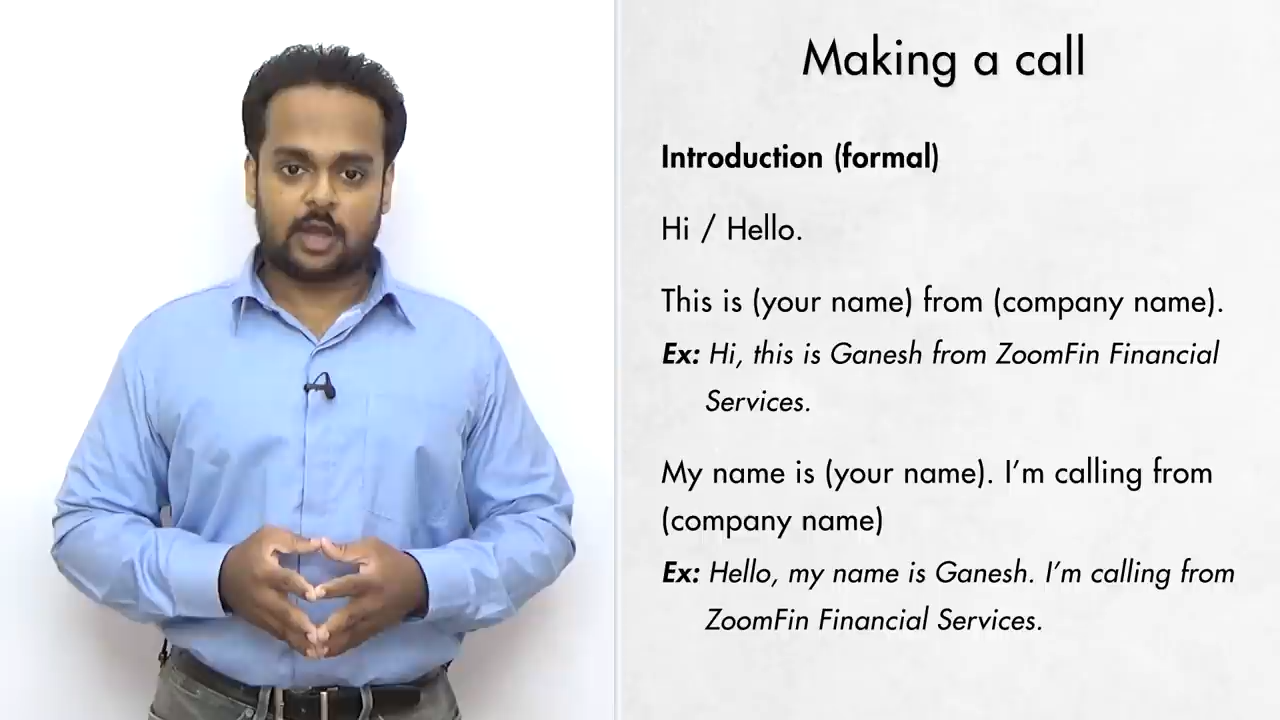 Making a call
Introduction (formal)
Hi / Hello.
This is (your name) from (company name).
Ex: Hi, this is Ganesh from ZoomFin Financial
Services.
My name is (your name). I’m calling from
(company name)
Ex: Hello, my name is Ganesh. I’m calling from
ZoomFin Financial Services.